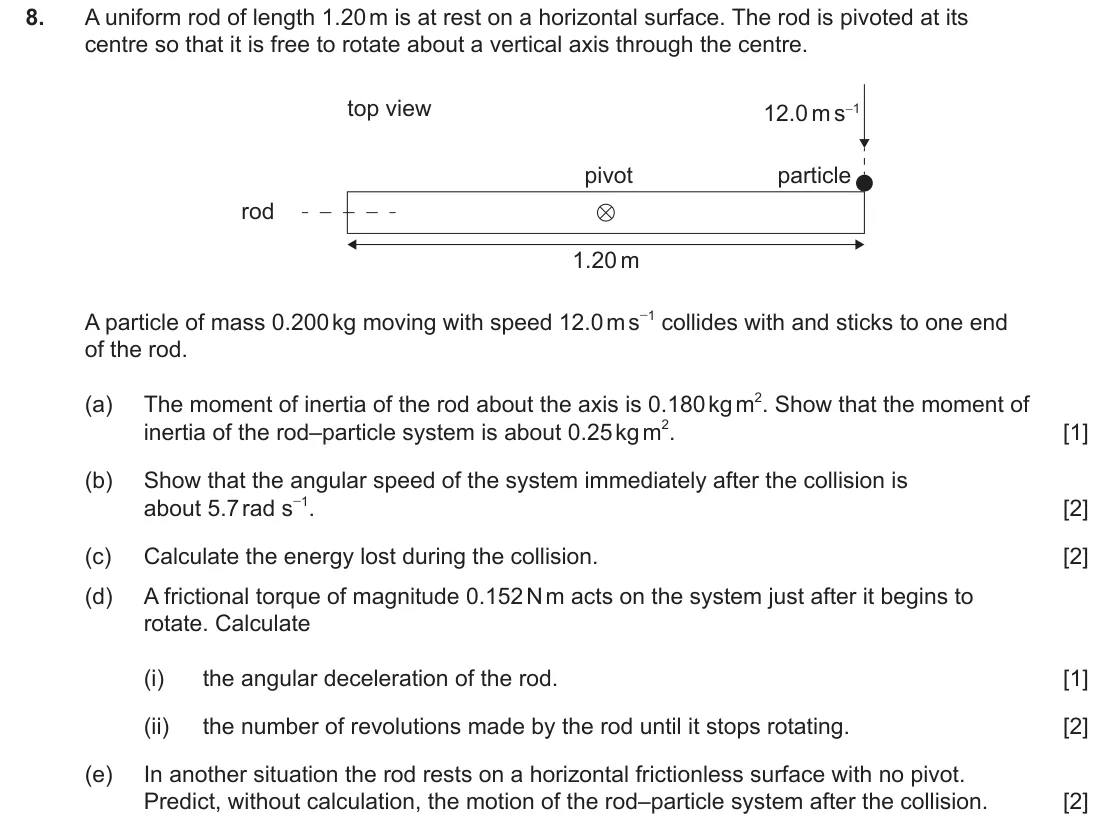 8. A uniform rod of length 1.20 m is at rest on a horizontal surface. The rod is pivoted at its
centre so that it is free to rotate about a vertical axis through the centre.
top view
12.0 m s⁻¹
pivot
particle
rod
1.20 m
A particle of mass 0.200 kg moving with speed 12.0 m s⁻¹ collides with and sticks to one end
of the rod.
(a) The moment of inertia of the rod about the axis is 0.180 kg m². Show that the moment of
inertia of the rod–particle system is about 0.25 kg m². [1]
(b) Show that the angular speed of the system immediately after the collision is
about 5.7 rad s⁻¹. [2]
(c) Calculate the energy lost during the collision. [2]
(d) A frictional torque of magnitude 0.152 N m acts on the system just after it begins to
rotate. Calculate
(i) the angular deceleration of the rod. [1]
(ii) the number of revolutions made by the rod until it stops rotating. [2]
(e) In another situation the rod rests on a horizontal frictionless surface with no pivot.
Predict, without calculation, the motion of the rod–particle system after the collision. [2]